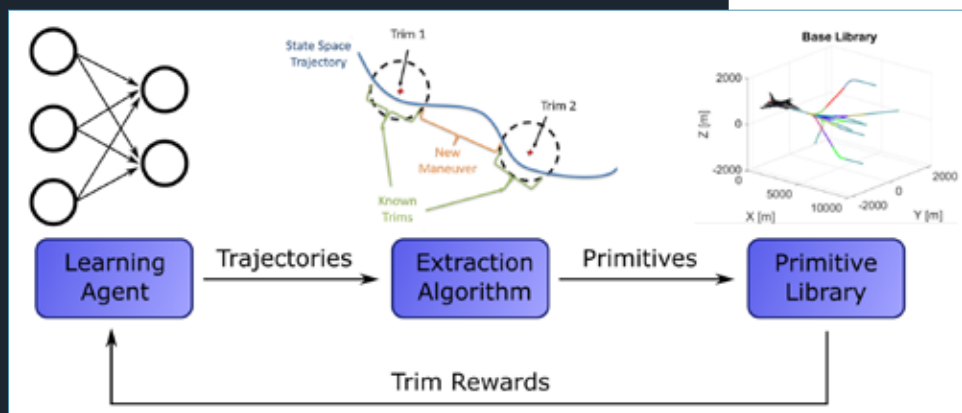 State Space
Trajectory
Trim 1
Trim 2
New
Maneuver
Known
Trims
Base Library
2000
0
-2000
Z [m]
0
5000
10000
X [m]
2000
0
-2000
Y [m]
Learning
Agent
Trajectories
Extraction
Algorithm
Primitives
Primitive
Library
Trim Rewards